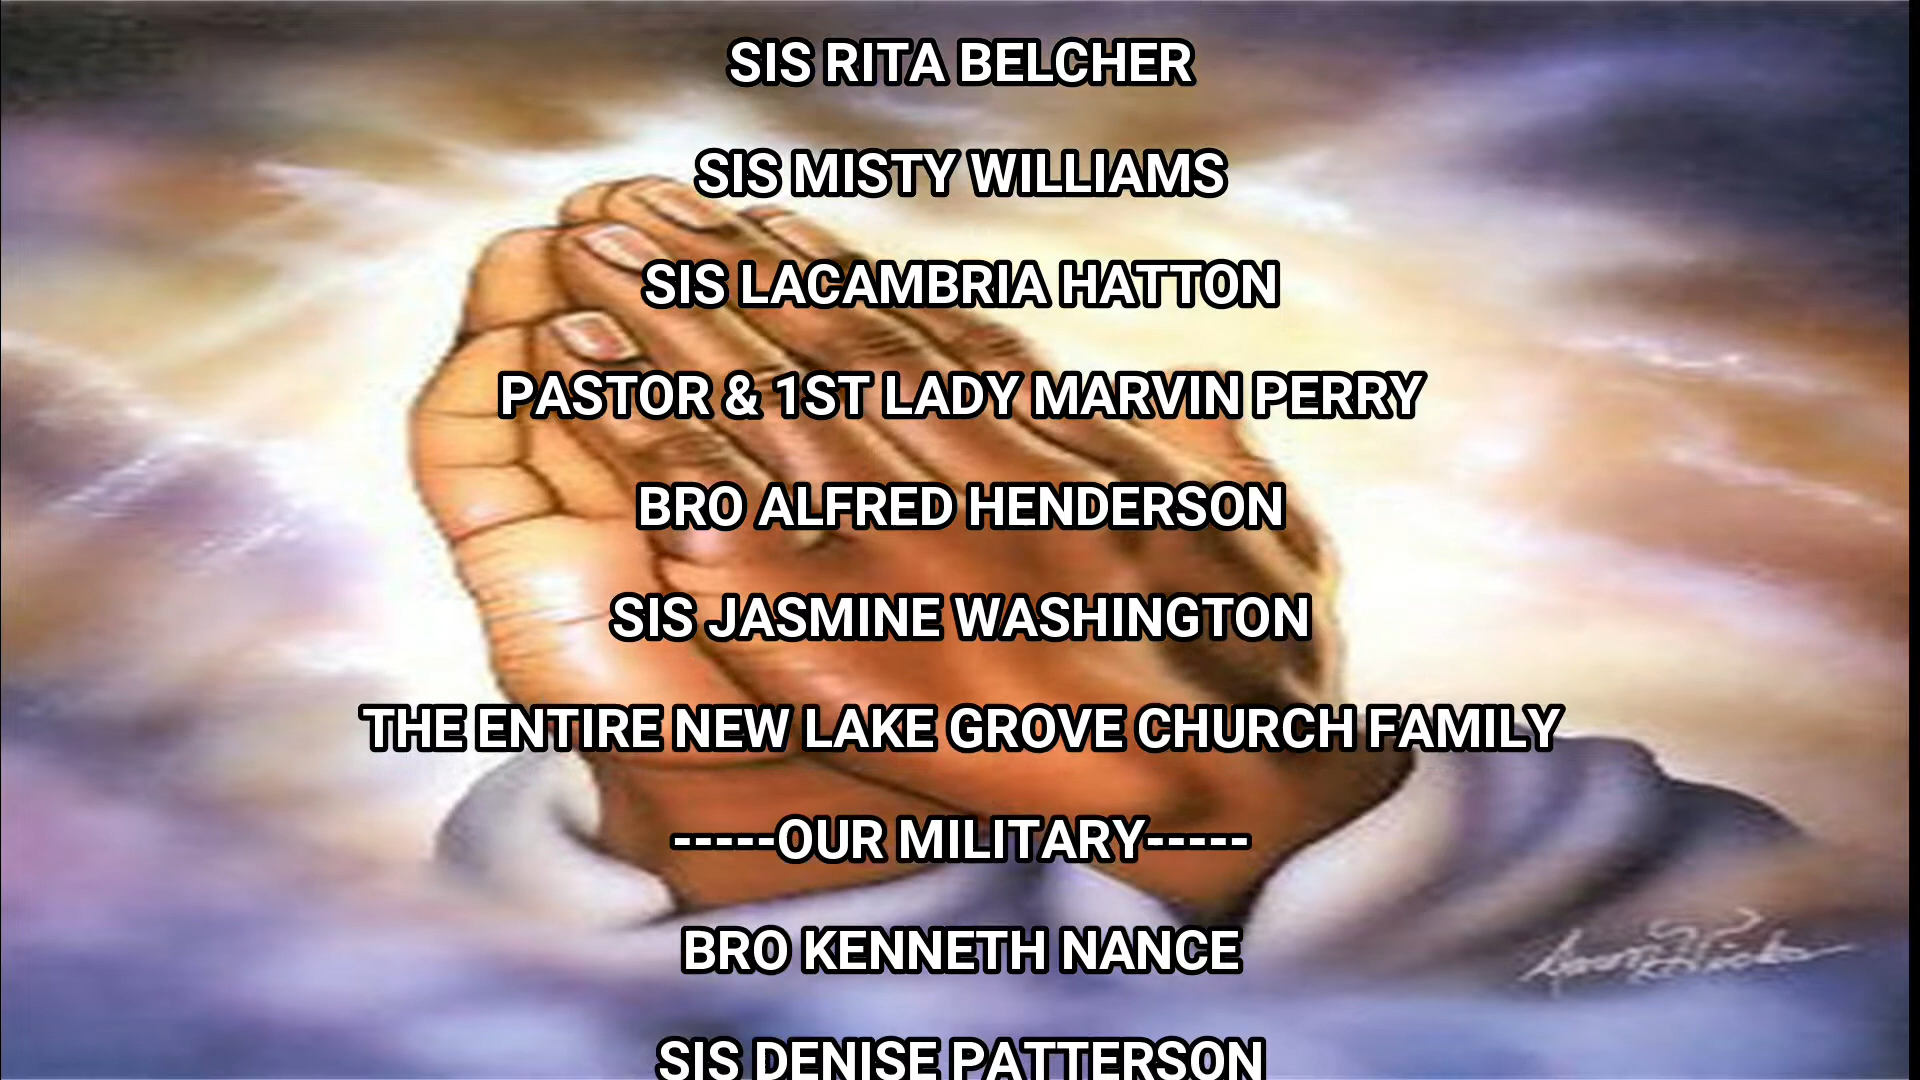 SIS RITA BELCHER
SIS MISTY WILLIAMS
SIS LACAMBRIA HATTON
PASTOR & 1ST LADY MARVIN PERRY
BRO ALFRED HENDERSON
SIS JASMINE WASHINGTON
THE ENTIRE NEW LAKE GROVE CHURCH FAMILY
-----OUR MILITARY-----
BRO KENNETH NANCE
SIS DENISE PATTERSON